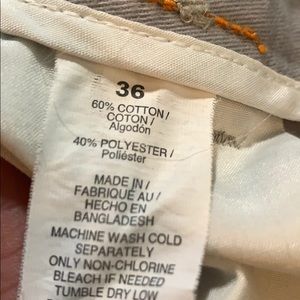 36
60% COTTON/
COTON/
Algodón
40% POLYESTER/
Poliéster
MADE IN/
FABRIQUÉ AU/
HECHO EN
BANGLADESH
MACHINE WASH COLD
SEPARATELY
ONLY NON-CHLORINE
BLEACH IF NEEDED
TUMBLE DRY LOW